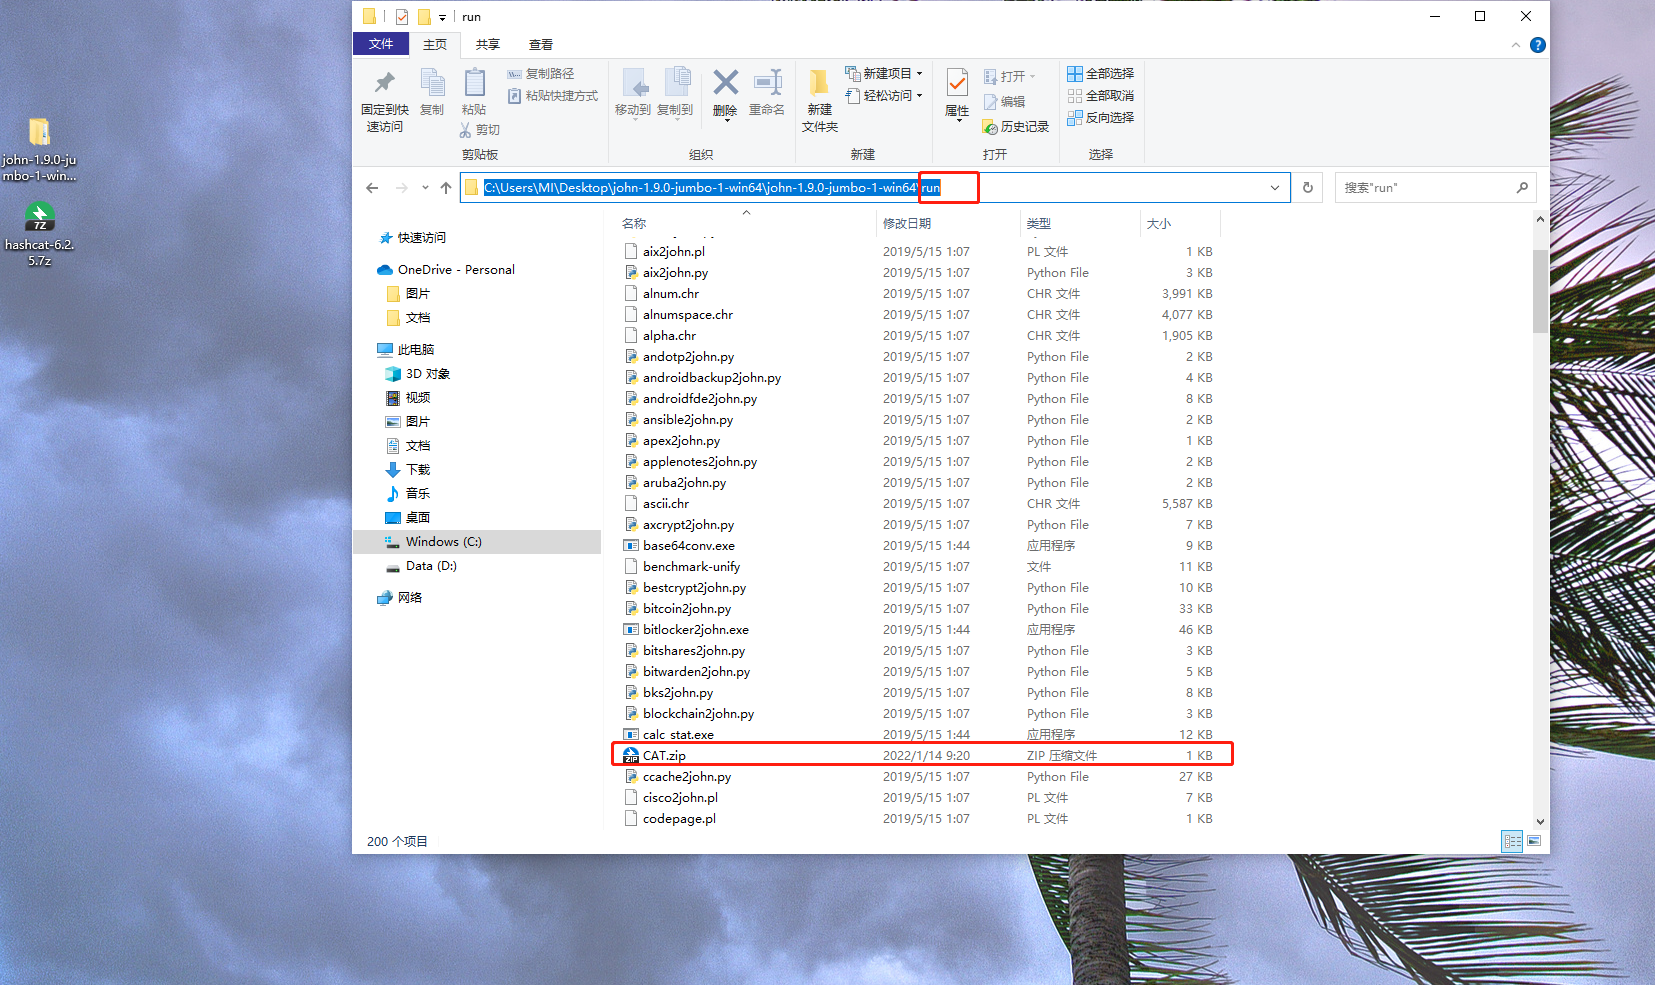 run
文件
主页
共享
查看
固定到快
速访问
复制
粘贴
复制路径
粘贴快捷方式
剪切
剪贴板
移动到
复制到
删除
重命名
组织
新建
文件夹
新建项目
轻松访问
新建
属性
打开
编辑
历史记录
打开
全部选择
全部取消
反向选择
选择
C:\Users\MI\Desktop\john-1.9.0-jumbo-1-win64\john-1.9.0-jumbo-1-win64\run
搜索"run"
john-1.9.0-ju
mbo-1-win...
7Z
hashcat-6.2.
5.7z
快速访问
OneDrive - Personal
图片
文档
此电脑
3D 对象
视频
图片
文档
下载
音乐
桌面
Windows (C:)
Data (D:)
网络
名称 修改日期 类型 大小
aix2john.pl 2019/5/15 1:07 PL 文件 1 KB
aix2john.py 2019/5/15 1:07 Python File 3 KB
alnum.chr 2019/5/15 1:07 CHR 文件 3,991 KB
alnumspace.chr 2019/5/15 1:07 CHR 文件 4,077 KB
alpha.chr 2019/5/15 1:07 CHR 文件 1,905 KB
andotp2john.py 2019/5/15 1:07 Python File 2 KB
androidbackup2john.py 2019/5/15 1:07 Python File 4 KB
androidfde2john.py 2019/5/15 1:07 Python File 8 KB
ansible2john.py 2019/5/15 1:07 Python File 2 KB
apex2john.py 2019/5/15 1:07 Python File 1 KB
applenotes2john.py 2019/5/15 1:07 Python File 2 KB
aruba2john.py 2019/5/15 1:07 Python File 2 KB
ascii.chr 2019/5/15 1:07 CHR 文件 5,587 KB
axcrypt2john.py 2019/5/15 1:07 Python File 7 KB
base64conv.exe 2019/5/15 1:44 应用程序 9 KB
benchmark-unify 2019/5/15 1:07 文件 11 KB
bestcrypt2john.py 2019/5/15 1:07 Python File 10 KB
bitcoin2john.py 2019/5/15 1:07 Python File 33 KB
bitlocker2john.exe 2019/5/15 1:44 应用程序 46 KB
bitshares2john.py 2019/5/15 1:07 Python File 3 KB
bitwarden2john.py 2019/5/15 1:07 Python File 5 KB
bks2john.py 2019/5/15 1:07 Python File 8 KB
blockchain2john.py 2019/5/15 1:07 Python File 3 KB
calc_stat.exe 2019/5/15 1:44 应用程序 12 KB
ZIP CAT.zip 2022/1/14 9:20 ZIP 压缩文件 1 KB
ccache2john.py 2019/5/15 1:07 Python File 27 KB
cisco2john.pl 2019/5/15 1:07 PL 文件 7 KB
codepage.pl 2019/5/15 1:07 PL 文件 1 KB
200 个项目